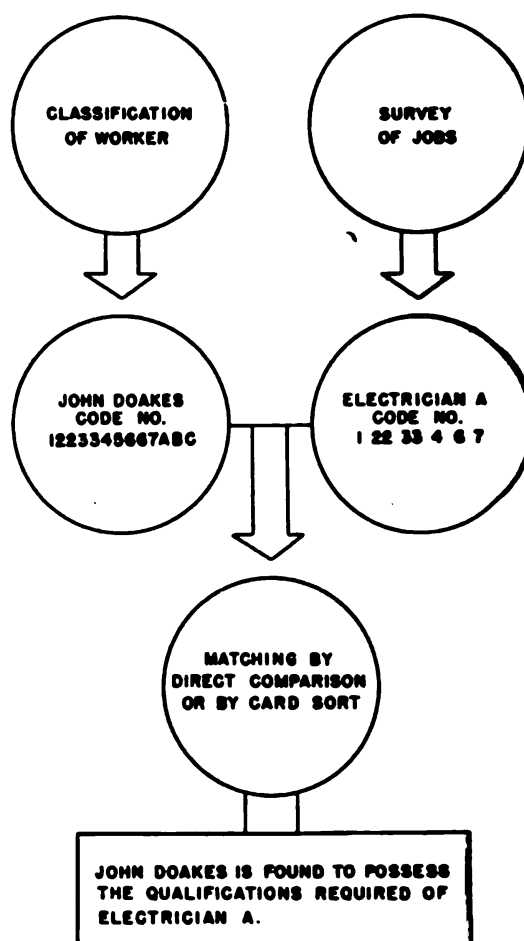 CLASSIFICATION
OF WORKER
SURVEY
OF JOBS
JOHN DOAKES
CODE NO.
1223345667ABC
ELECTRICIAN A
CODE NO.
1 22 33 4 6 7
MATCHING BY
DIRECT COMPARISON
OR BY CARD SORT
JOHN DOAKES IS FOUND TO POSSESS
THE QUALIFICATIONS REQUIRED OF
ELECTRICIAN A.